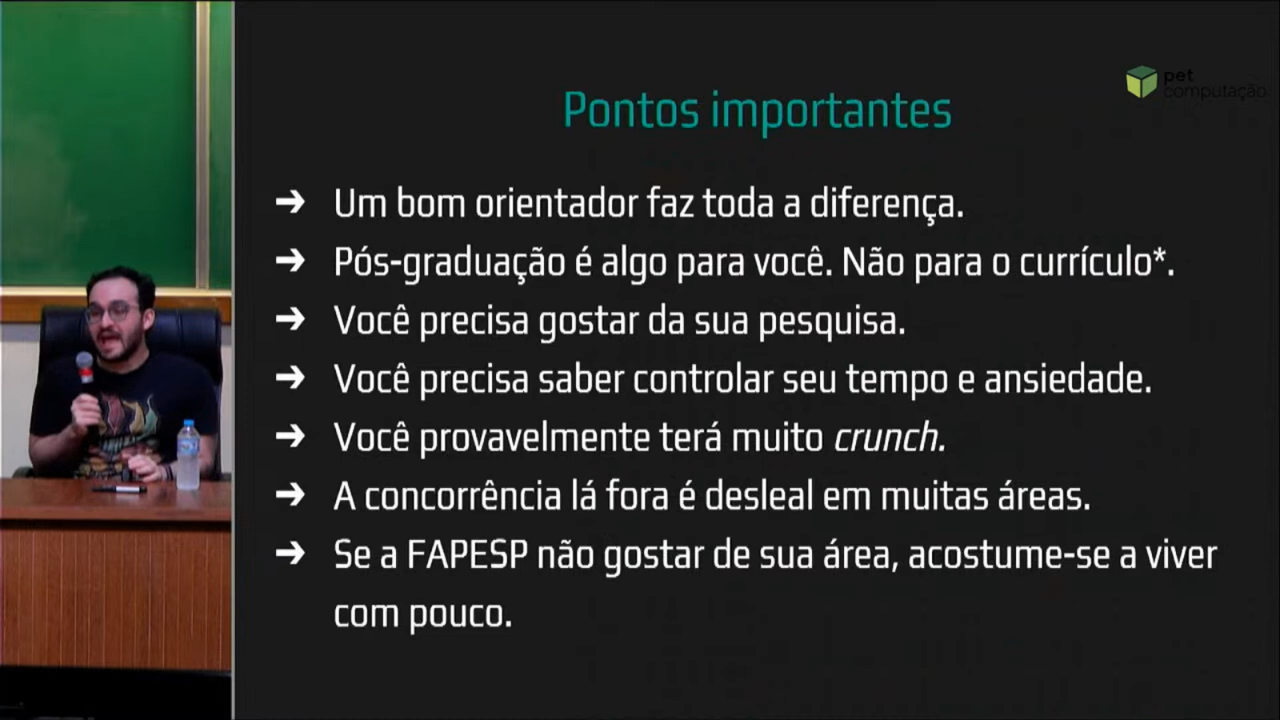 pet
computação
Pontos importantes
➔ Um bom orientador faz toda a diferença.
➔ Pós-graduação é algo para você. Não para o currículo*.
➔ Você precisa gostar da sua pesquisa.
➔ Você precisa saber controlar seu tempo e ansiedade.
➔ Você provavelmente terá muito crunch.
➔ A concorrência lá fora é desleal em muitas áreas.
➔ Se a FAPESP não gostar de sua área, acostume-se a viver
com pouco.